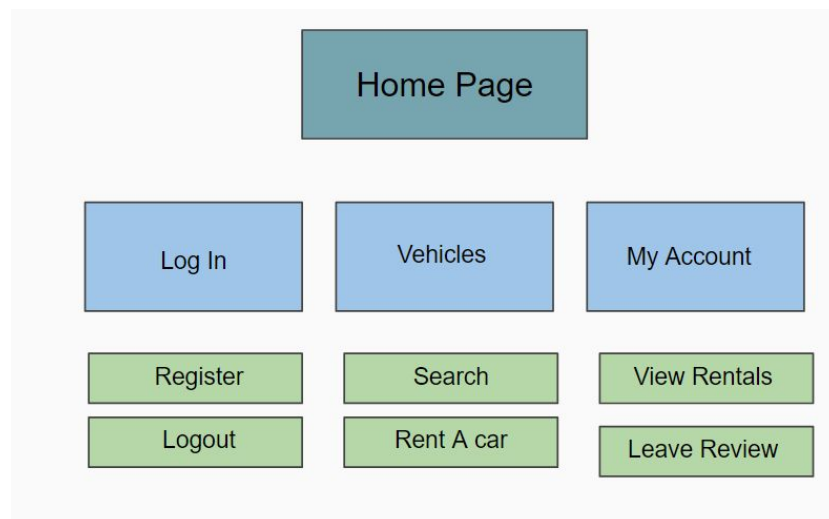 Home Page
Log In
Vehicles
My Account
Register
Search
View Rentals
Logout
Rent A car
Leave Review